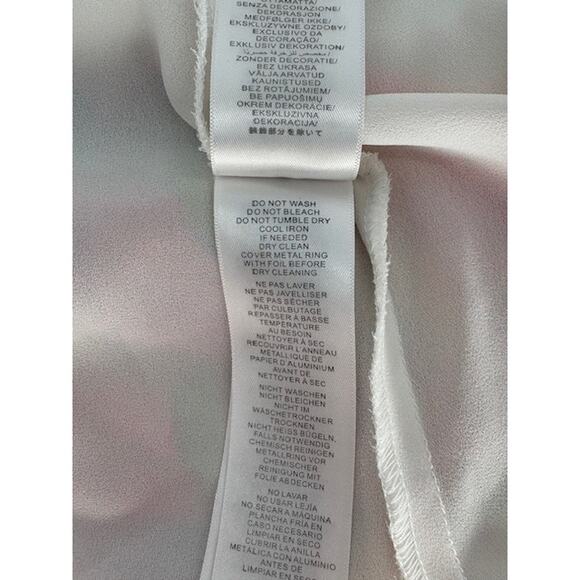 OTTAMATTA/
SENZA DECORAZIONE/
DEKORASJON
MEDFØLGER IKKE/
EKSKLUZYWNE OZDOBY/
EXCLUSIVO DA
DECORAÇÃO/
EXKLUSIV DEKORATION/
ZONDER DECORATIE/
BEZ UKRASA
VÄLJA ARVATUD
KAUNISTUSED
BEZ ROTĀJUMIEM/
BE PAPUOŠIMŲ
OKREM DEKORÁCIE/
EKSKLUZIVNA
DEKORACIJA/
装飾部分を除いて
DO NOT WASH
DO NOT BLEACH
DO NOT TUMBLE DRY
COOL IRON
IF NEEDED
DRY CLEAN
COVER METAL RING
WITH FOIL BEFORE
DRY CLEANING
NE PAS LAVER
NE PAS JAVELLISER
NE PAS SÉCHER
PAR CULBUTAGE
REPASSER À BASSE
TEMPÉRATURE
AU BESOIN
NETTOYER À SEC
RECOUVRIR L'ANNEAU
MÉTALLIQUE DE
PAPIER D'ALUMINIUM
AVANT DE
NETTOYER À SEC
NICHT WASCHEN
NICHT BLEICHEN
NICHT IM
WÄSCHETROCKNER
TROCKNEN
NICHT HEISS BÜGELN,
FALLS NOTWENDIG
CHEMISCH REINIGEN
METALLRING VOR
CHEMISCHER
REINIGUNG MIT
FOLIE ABDECKEN
NO LAVAR
NO USAR LEJÍA
NO SECAR A MÁQUINA
PLANCHA FRÍA EN
CASO NECESARIO
LIMPIAR EN SECO
CUBRIR LA ANILLA
METÁLICA CON ALUMINIO
ANTES DE
LIMPIAR EN SECO